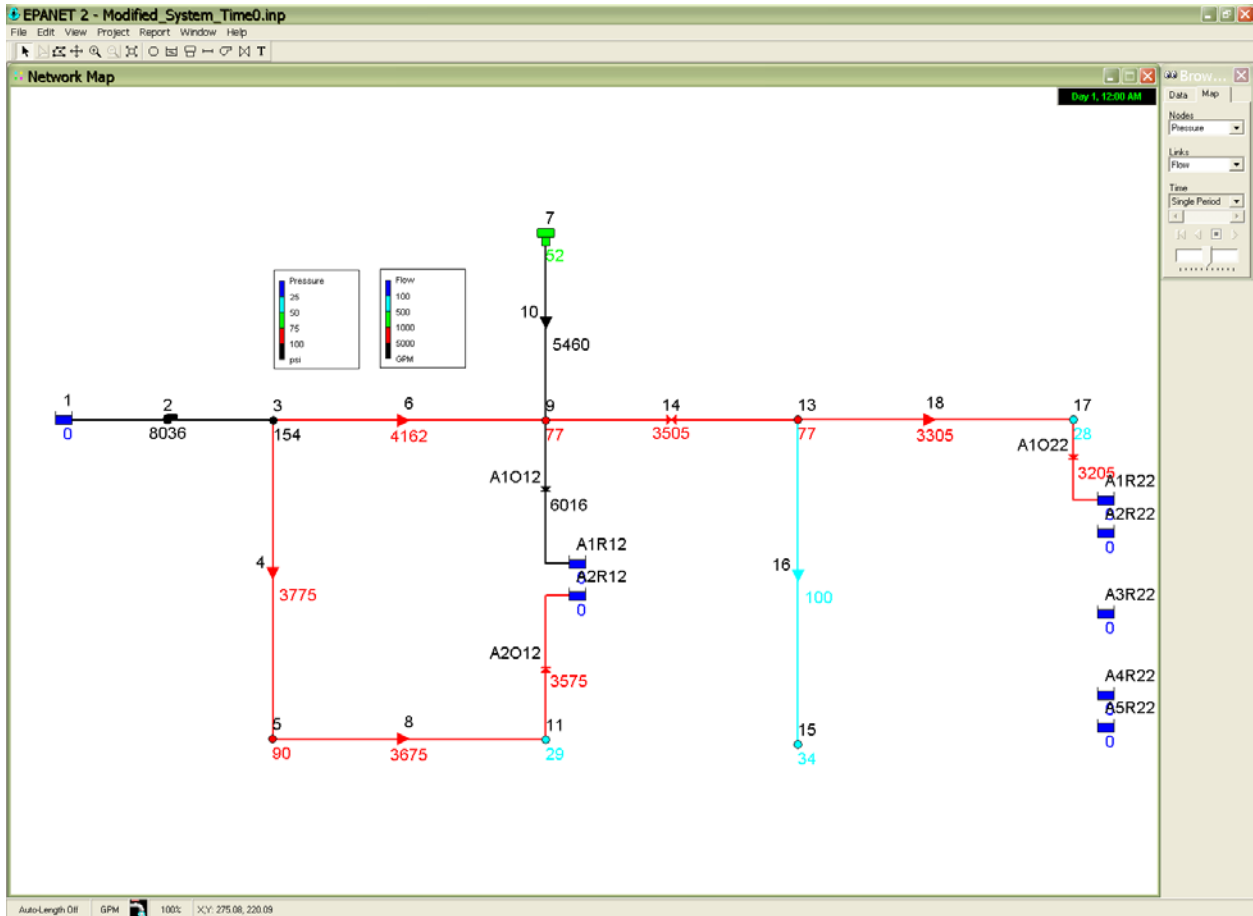 EPANET 2 - Modified_System_Time0.inp
File Edit View Project Report Window Help
T
Network Map
Day 1, 12:00 AM
Brow...
Data Map
Nodes
Pressure
Links
Flow
Time
Single Period
7
52
Pressure
25
50
75
100
psi
Flow
100
500
1000
5000
GPM
10
5460
1
0
2
8036
3
154
6
4162
9
77
14
3505
13
77
18
3305
17
28
A1O22
3205
A1R22
A2R22
0
A1O12
6016
A1R12
A2R12
0
4
3775
16
100
A3R22
0
A2O12
3575
A4R22
A5R22
0
5
90
8
3675
11
29
15
34
Auto-Length Off GPM 100% X,Y: 275.08, 220.09